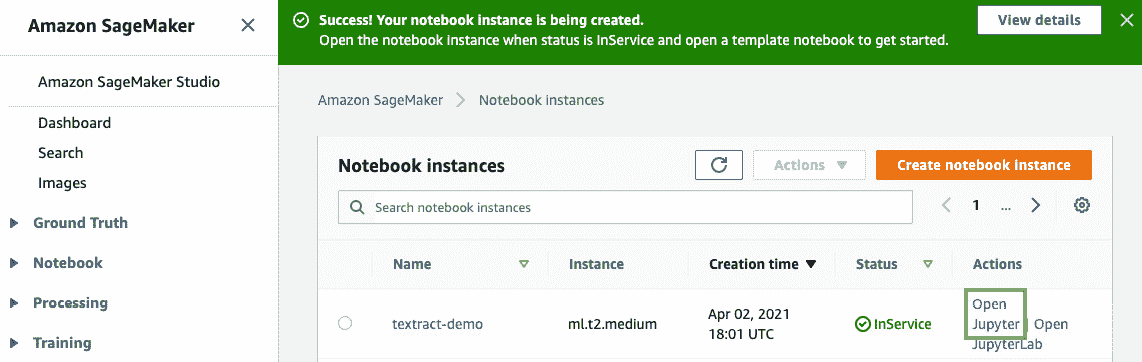 Amazon SageMaker
Amazon SageMaker Studio
Dashboard
Search
Images
Ground Truth
Notebook
Processing
Training
Success! Your notebook instance is being created.
Open the notebook instance when status is InService and open a template notebook to get started.
View details
Amazon SageMaker > Notebook instances
Notebook instances
Actions
Create notebook instance
Search notebook instances
1 ...
Name Instance Creation time Status Actions
textract-demo ml.t2.medium Apr 02, 2021 18:01 UTC InService Open Jupyter | Open JupyterLab